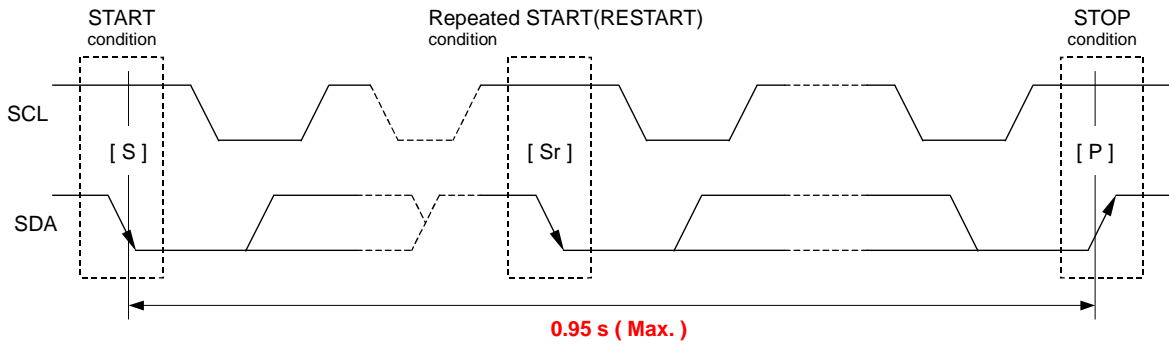 START
condition
Repeated START(RESTART)
condition
STOP
condition
SCL
[ S ]
[ Sr ]
[ P ]
SDA
0.95 s ( Max. )